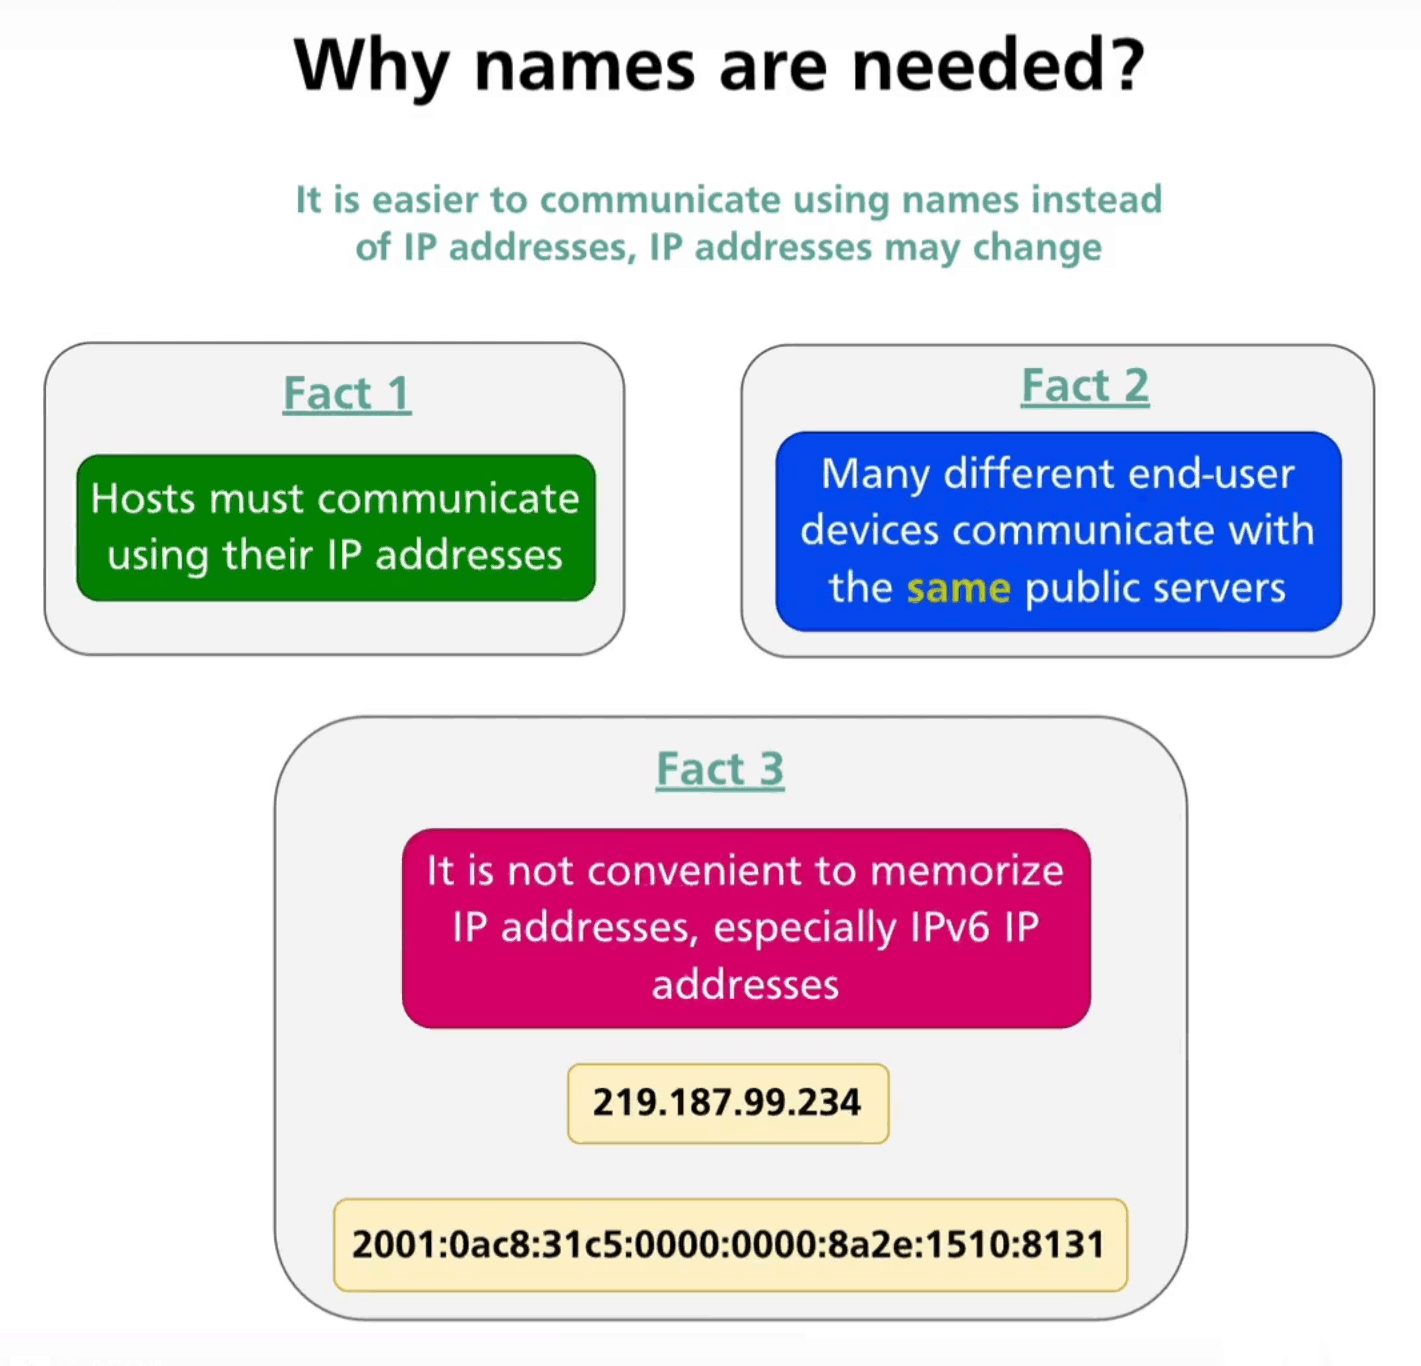 Why names are needed?
It is easier to communicate using names instead
of IP addresses, IP addresses may change
Fact 1
Hosts must communicate
using their IP addresses
Fact 2
Many different end-user
devices communicate with
the same public servers
Fact 3
It is not convenient to memorize
IP addresses, especially IPv6 IP
addresses
219.187.99.234
2001:0ac8:31c5:0000:0000:8a2e:1510:8131